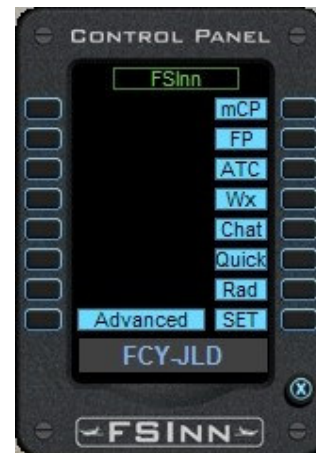 CONTROL PANEL
FSInn
mCP
FP
ATC
Wx
Chat
Quick
Rad
Advanced SET
FCY-JLD
X
FSINN